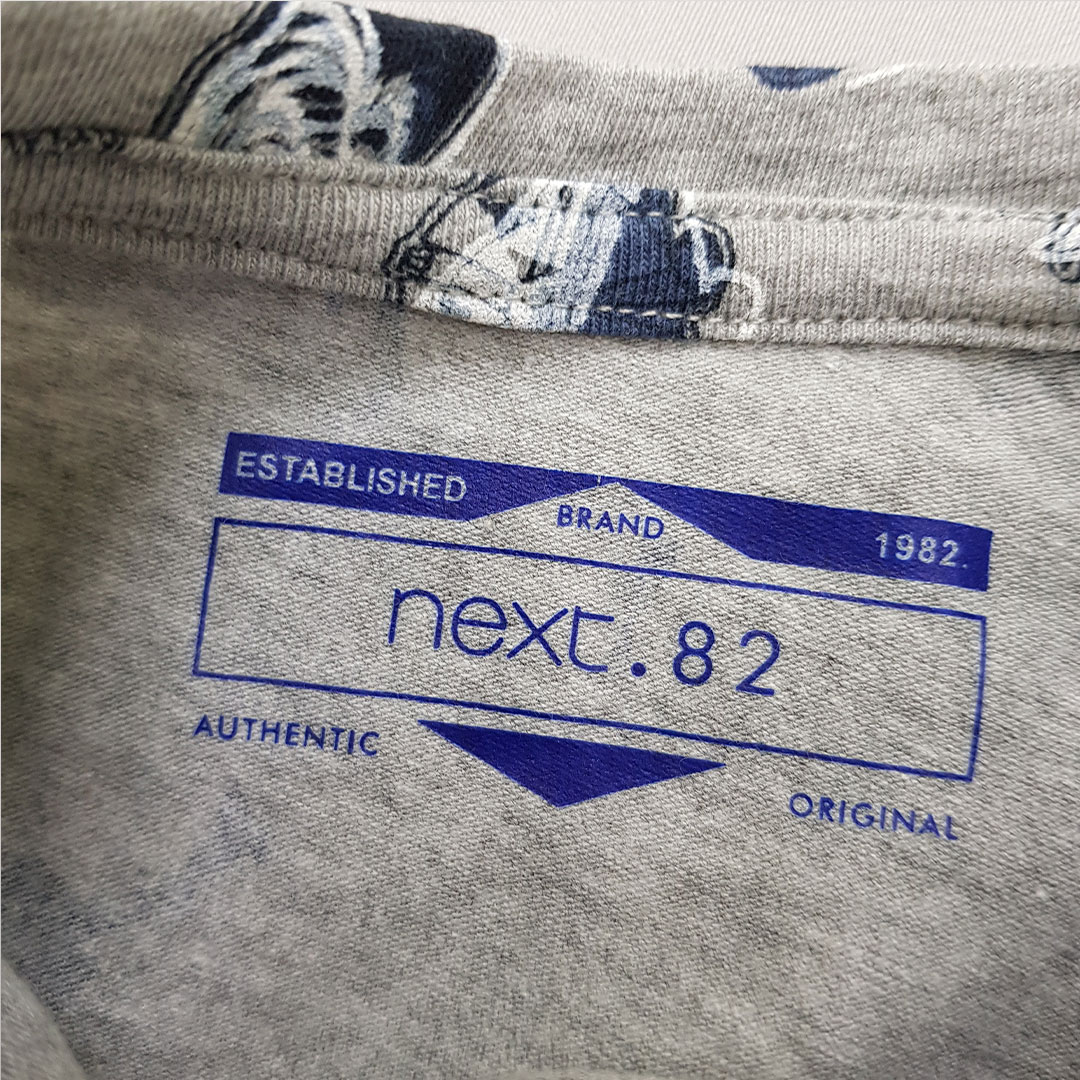 ESTABLISHED
BRAND
1982.
next.82
AUTHENTIC
ORIGINAL